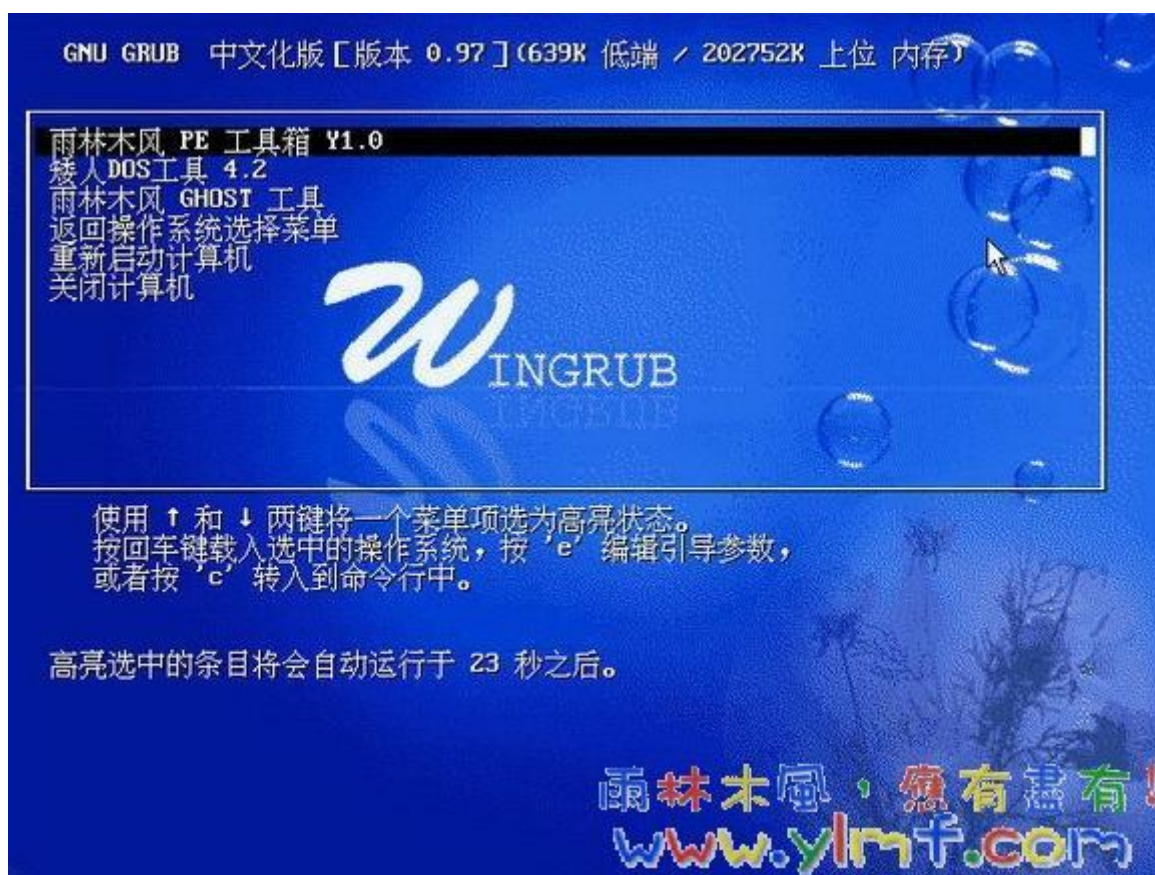 GNU GRUB 中文化版 [版本 0.97] (639K 低端 / 202752K 上位 内存)
雨林木风 PE 工具箱 Y1.0
矮人DOS工具 4.2
雨林木风 GHOST 工具
返回操作系统选择菜单
重新启动计算机
关闭计算机
WINGRUB
使用 ↑ 和 ↓ 两键将一个菜单项选为高亮状态。
按回车键载入选中的操作系统，按 'e' 编辑引导参数，
或者按 'c' 转入到命令行中。
高亮选中的条目将会自动运行于 23 秒之后。
雨林木風，應有盡有
www.ylmf.com